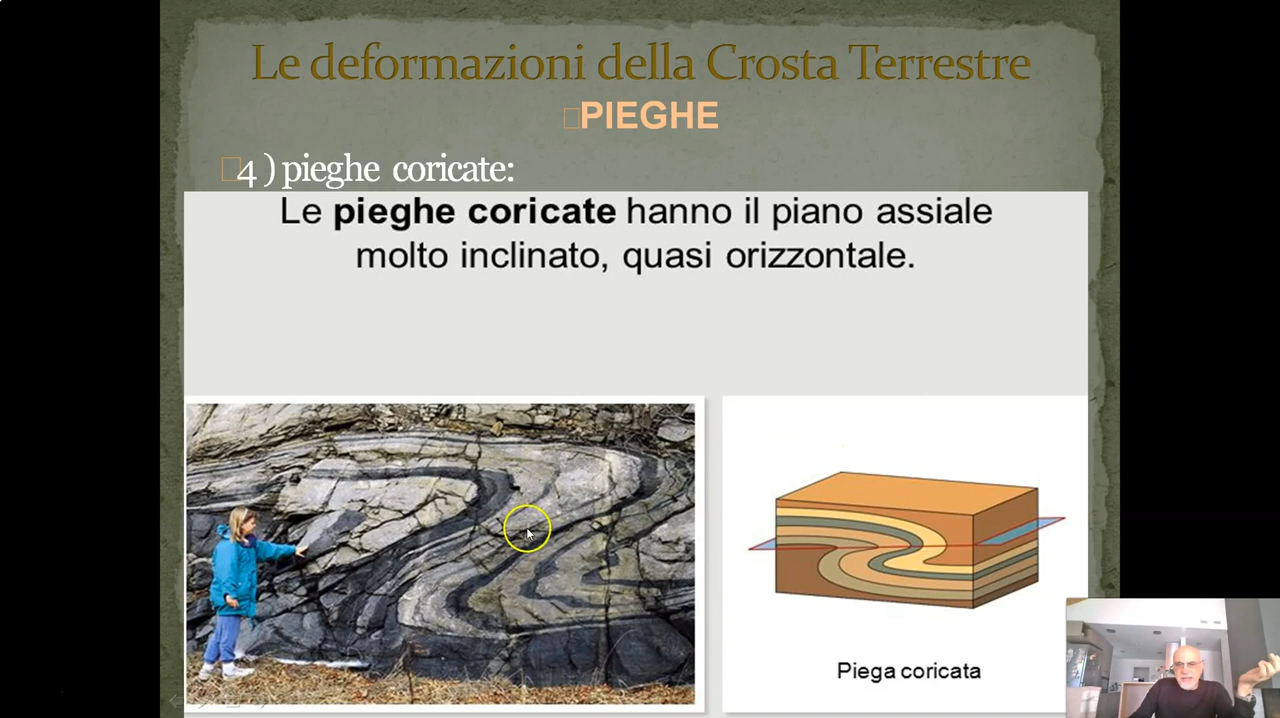 Le deformazioni della Crosta Terrestre
PIEGHE
4 ) pieghe coricate:
Le pieghe coricate hanno il piano assiale
molto inclinato, quasi orizzontale.
Piega coricata